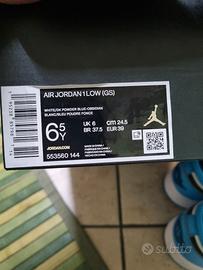 AIR JORDAN 1 LOW (GS)
WHITE/DK POWDER BLUE-OBSIDIAN
BLANC/BLEU POUDRE FONCE
6.5Y
UK 6
BR 37.5
cm 24.5
EUR 39
JORDAN.COM
553560 144
subito